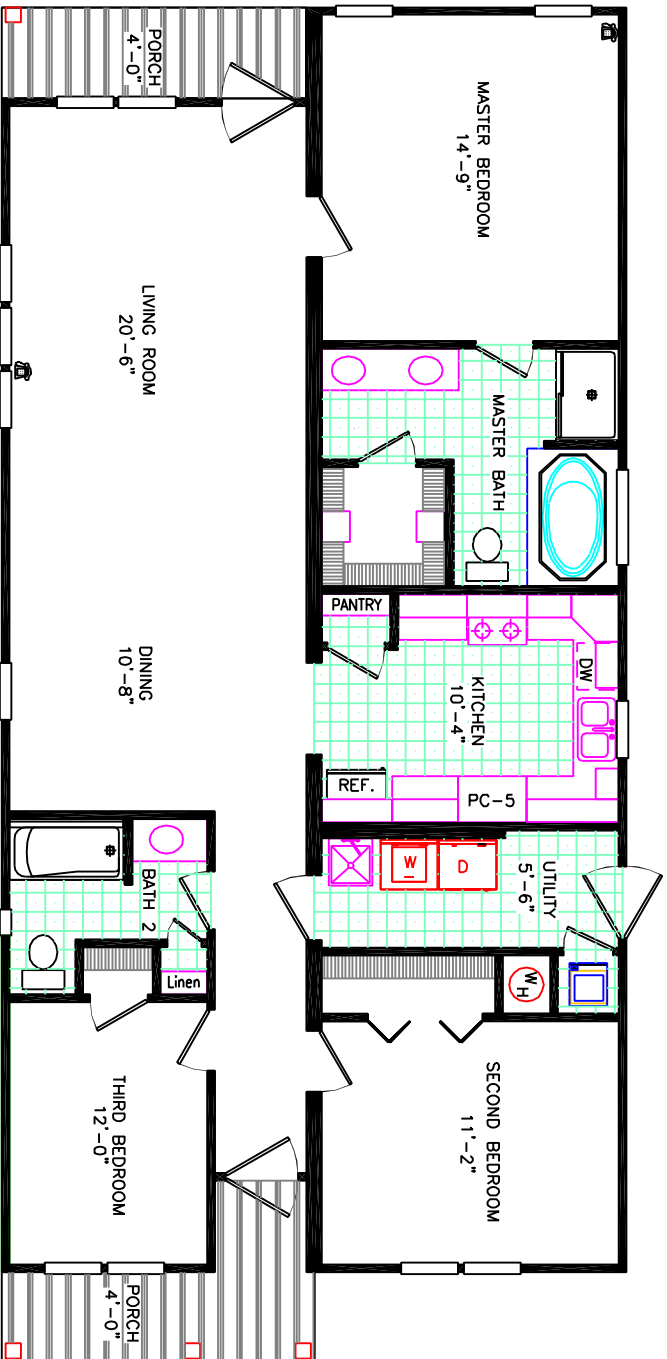 PORCH
4'-0"
MASTER BEDROOM
14'-9"
LIVING ROOM
20'-6"
MASTER BATH
PANTRY
DINING
10'-8"
KITCHEN
10'-4"
DW
REF.
PC-5
W
D
UTILITY
5'-6"
BATH 2
Linen
WH
THIRD BEDROOM
12'-0"
SECOND BEDROOM
11'-2"
PORCH
4'-0"